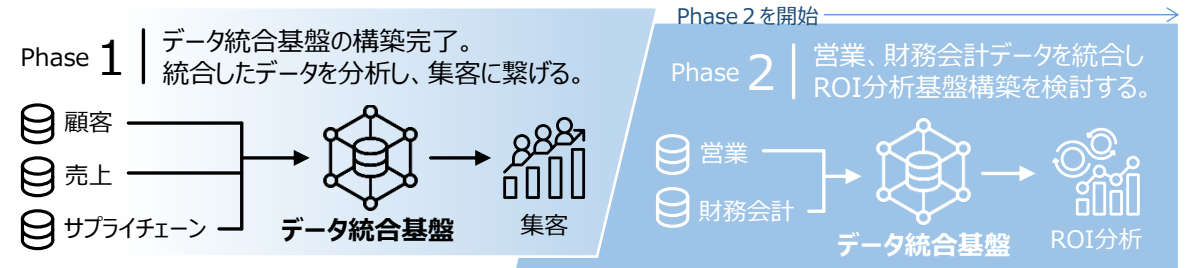 Phase 1
データ統合基盤の構築完了。
統合したデータを分析し、集客に繋げる。
顧客
売上
サプライチェーン
データ統合基盤
集客
Phase 2を開始
Phase 2
営業、財務会計データを統合し
ROI分析基盤構築を検討する。
営業
財務会計
データ統合基盤
ROI分析